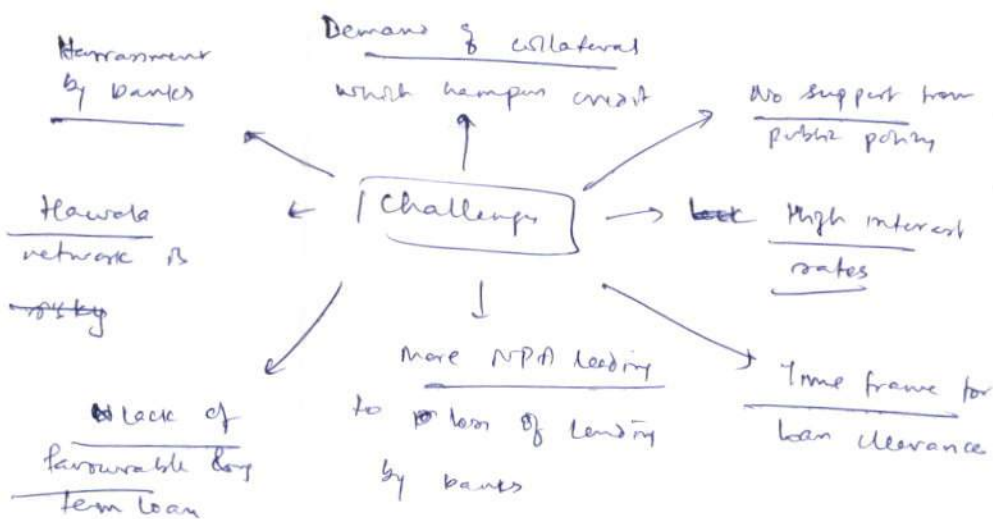 Harrasment
by banks
Demand of collateral
which hampers credit
No support from
public policy
Challenges
Hawala
network is
risky
High interest
rates
Lack of
favourable long
term loan
More NPA leading
to loss of lending
by banks
Time frame for
loan clearance